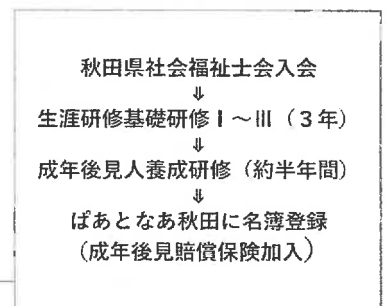 秋田県社会福祉士会入会
⇓
生涯研修基礎研修Ⅰ～Ⅲ（３年）
⇓
成年後見人養成研修（約半年間）
⇓
ぱあとなあ秋田に名簿登録
（成年後見賠償保険加入）